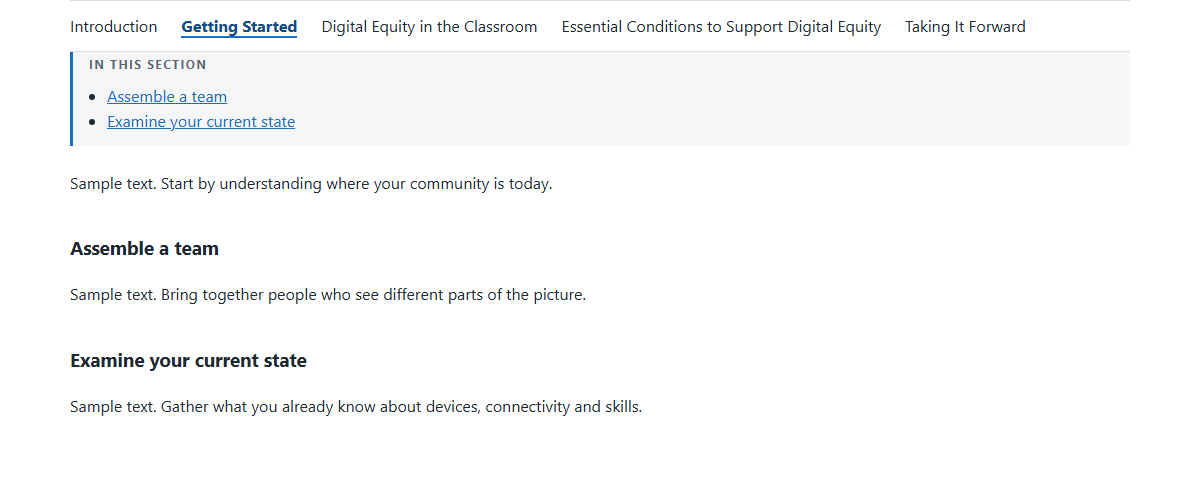 Introduction Getting Started Digital Equity in the Classroom Essential Conditions to Support Digital Equity Taking It Forward
IN THIS SECTION
Assemble a team
Examine your current state
Sample text. Start by understanding where your community is today.
Assemble a team
Sample text. Bring together people who see different parts of the picture.
Examine your current state
Sample text. Gather what you already know about devices, connectivity and skills.